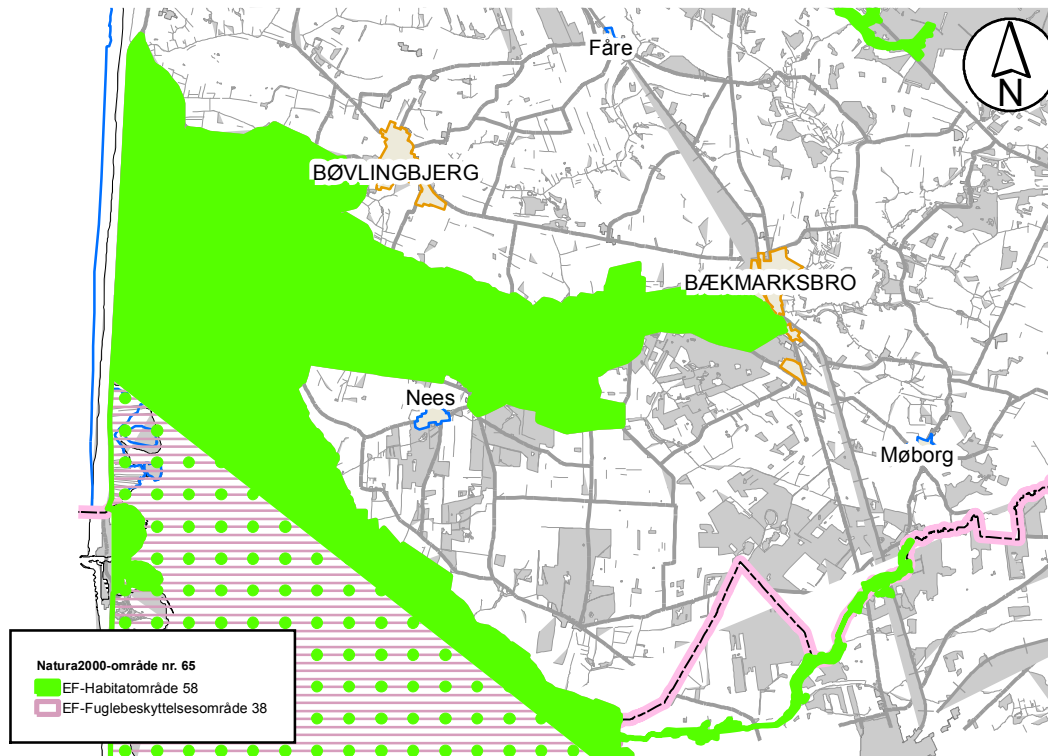 Fåre
N
BØVLINGBJERG
BÆKMARKSBRO
Nees
Møborg
Natura2000-område nr. 65
EF-Habitatområde 58
EF-Fuglebeskyttelsesområde 38